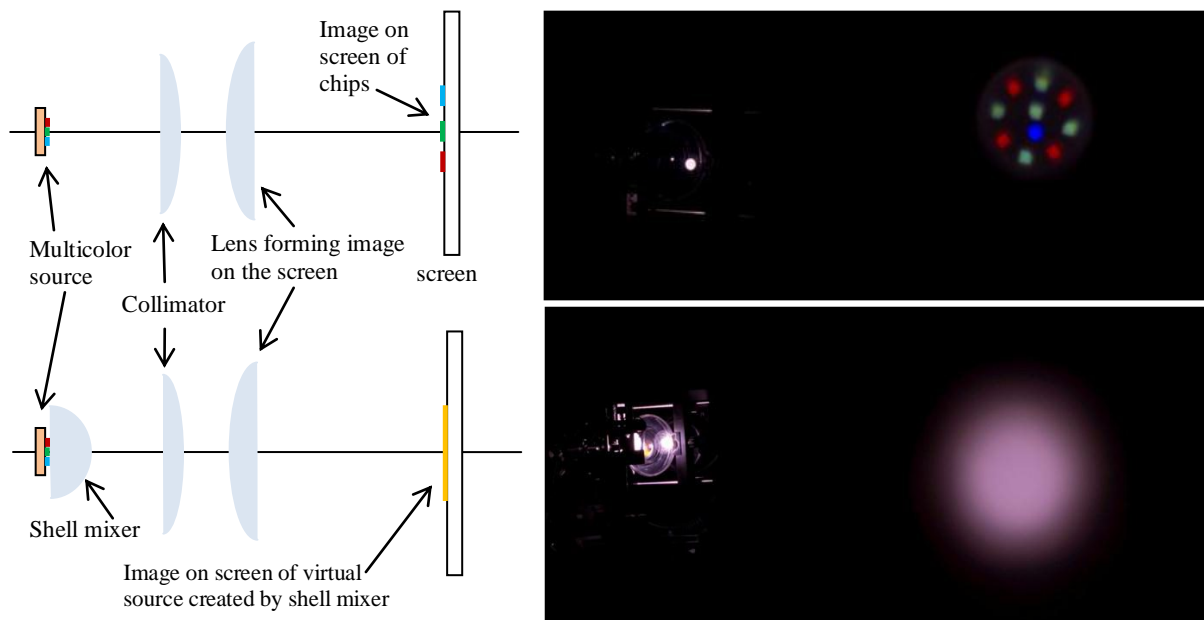 Image on
screen of
chips
Multicolor
source
Lens forming image
on the screen
screen
Collimator
Shell mixer
Image on screen of virtual
source created by shell mixer